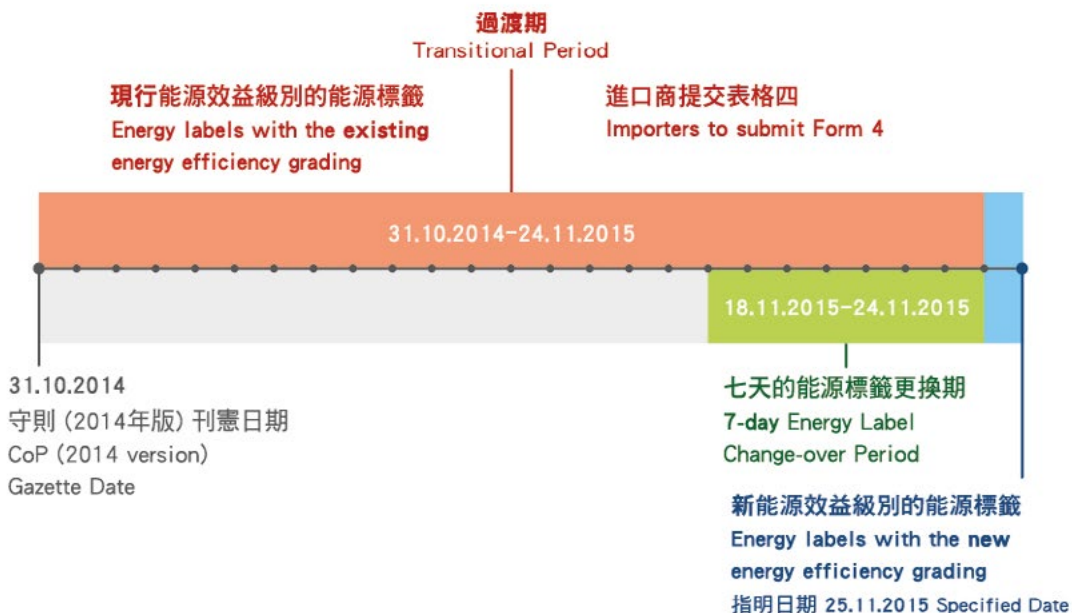 過渡期
Transitional Period
現行能源效益級別的能源標籤
Energy labels with the existing
energy efficiency grading
進口商提交表格四
Importers to submit Form 4
31.10.2014-24.11.2015
18.11.2015-24.11.2015
31.10.2014
守則 (2014年版) 刊憲日期
CoP (2014 version)
Gazette Date
七天的能源標籤更換期
7-day Energy Label
Change-over Period
新能源效益級別的能源標籤
Energy labels with the new
energy efficiency grading
指明日期 25.11.2015 Specified Date